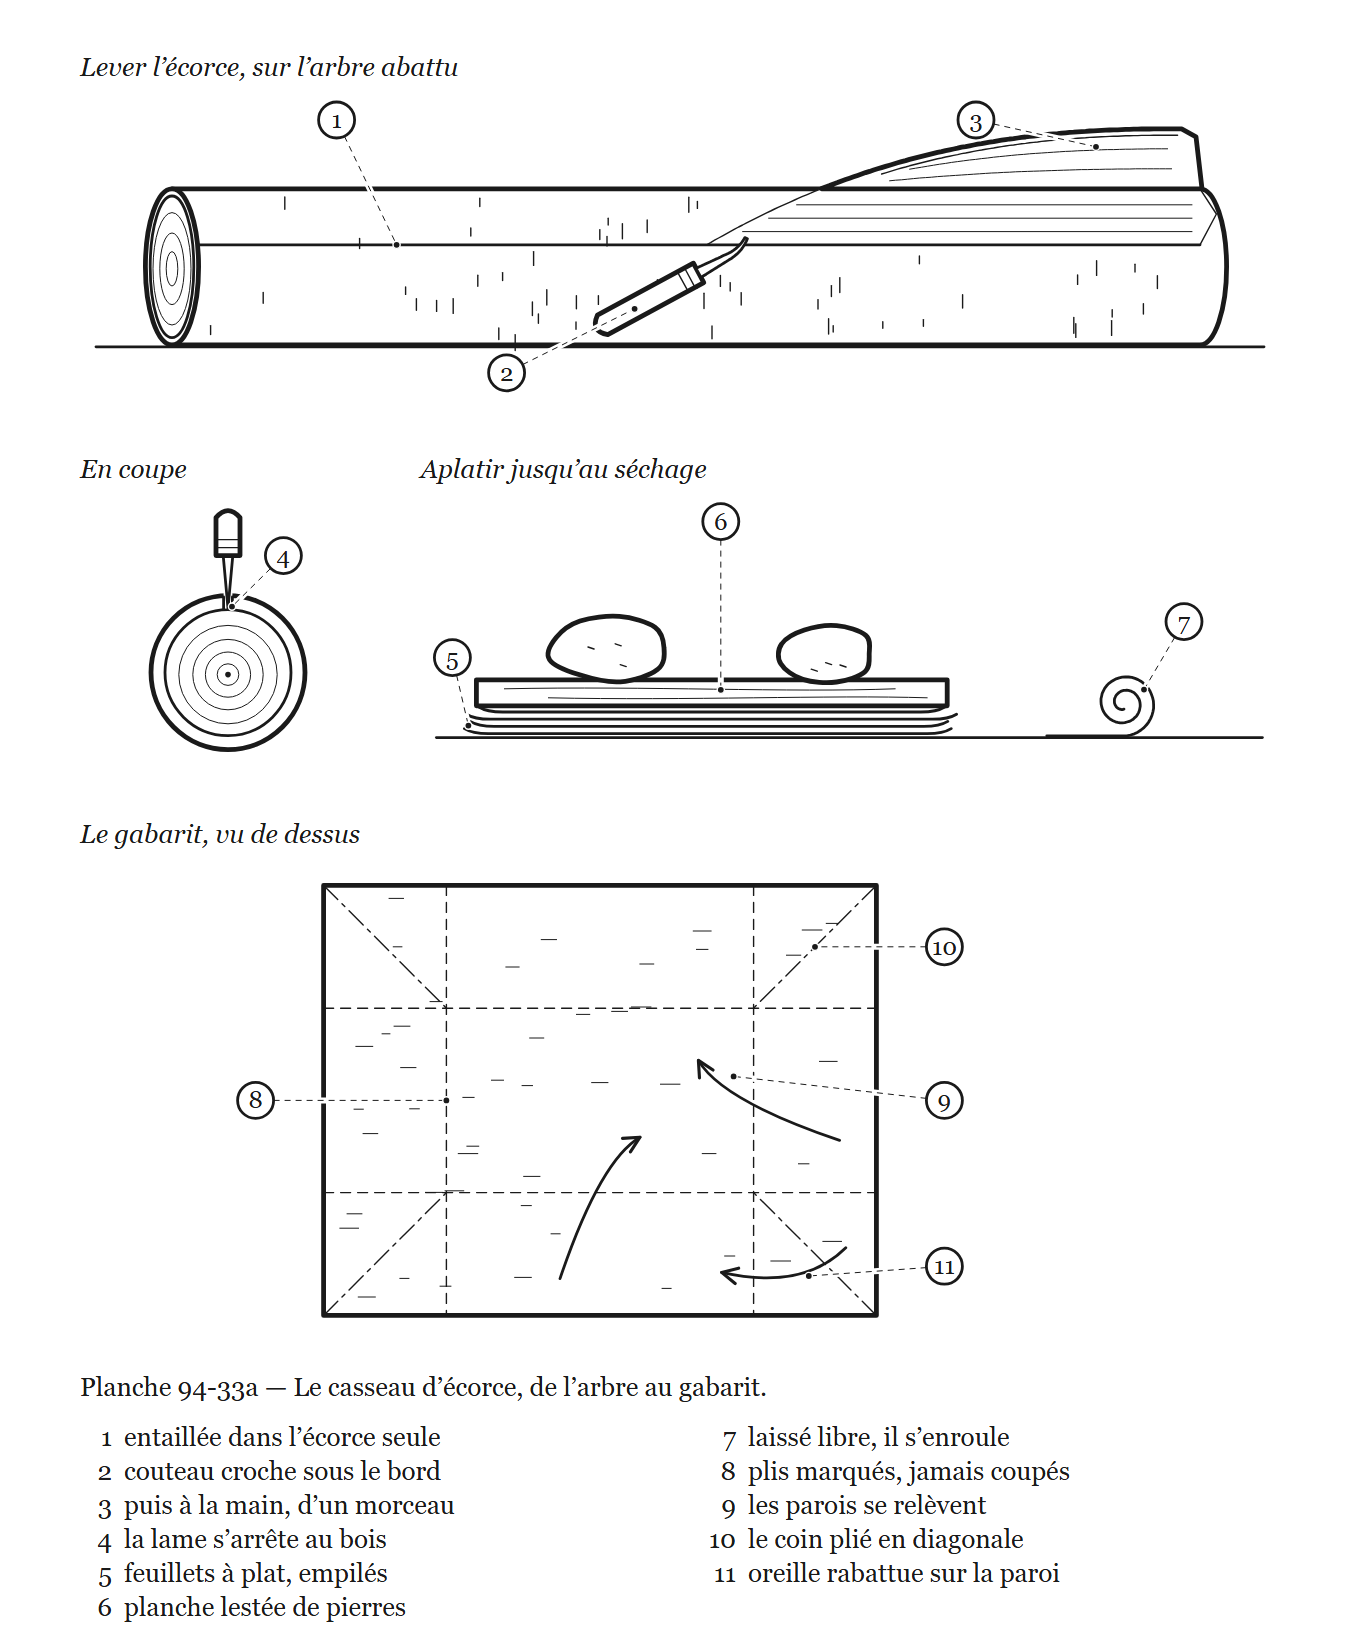 Lever l’écorce, sur l’arbre abattu
1
3
2
En coupe
Aplatir jusqu’au séchage
4
6
5
7
Le gabarit, vu de dessus
10
8
9
11
Planche 94-33a — Le casseau d’écorce, de l’arbre au gabarit.
1 entaillée dans l’écorce seule
2 couteau croche sous le bord
3 puis à la main, d’un morceau
4 la lame s’arrête au bois
5 feuillets à plat, empilés
6 planche lestée de pierres
7 laissé libre, il s’enroule
8 plis marqués, jamais coupés
9 les parois se relèvent
10 le coin plié en diagonale
11 oreille rabattue sur la paroi